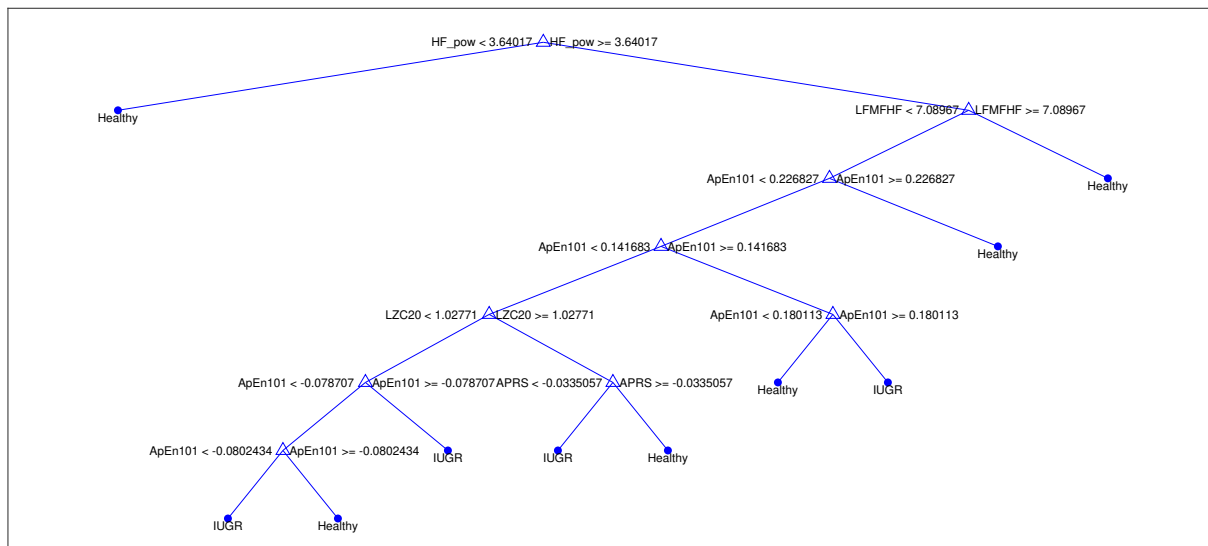 HF_pow < 3.64017 HF_pow >= 3.64017
Healthy
LFMFHF < 7.08967 LFMFHF >= 7.08967
ApEn101 < 0.226827 ApEn101 >= 0.226827
Healthy
ApEn101 < 0.141683 ApEn101 >= 0.141683
Healthy
LZC20 < 1.02771 LZC20 >= 1.02771
ApEn101 < 0.180113 ApEn101 >= 0.180113
ApEn101 < -0.078707 ApEn101 >= -0.078707 APRS < -0.0335057 APRS >= -0.0335057
Healthy IUGR
ApEn101 < -0.0802434 ApEn101 >= -0.0802434
IUGR IUGR Healthy
IUGR Healthy